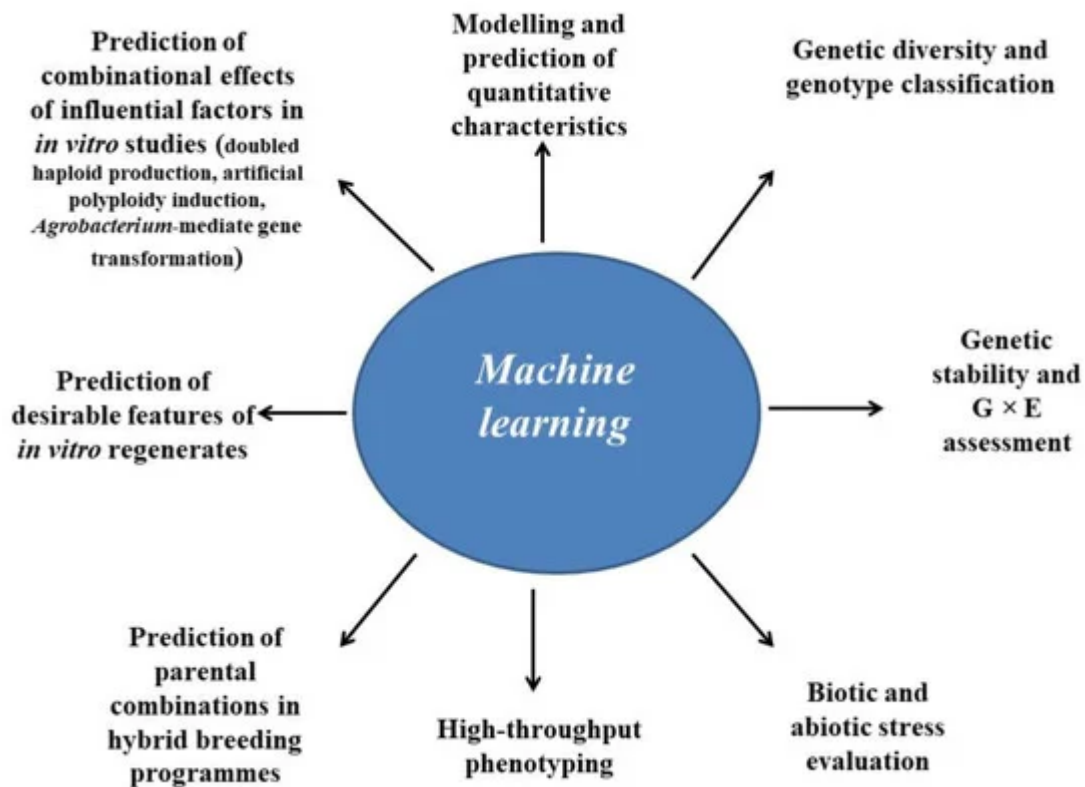 Prediction of
combinational effects
of influential factors in
in vitro studies (doubled
haploid production, artificial
polyploidy induction,
Agrobacterium-mediate gene
transformation)
Modelling and
prediction of
quantitative
characteristics
Genetic diversity and
genotype classification
Prediction of
desirable features of
in vitro regenerates
Machine
learning
Genetic
stability and
G × E
assessment
Prediction of
parental
combinations in
hybrid breeding
programmes
High-throughput
phenotyping
Biotic and
abiotic stress
evaluation